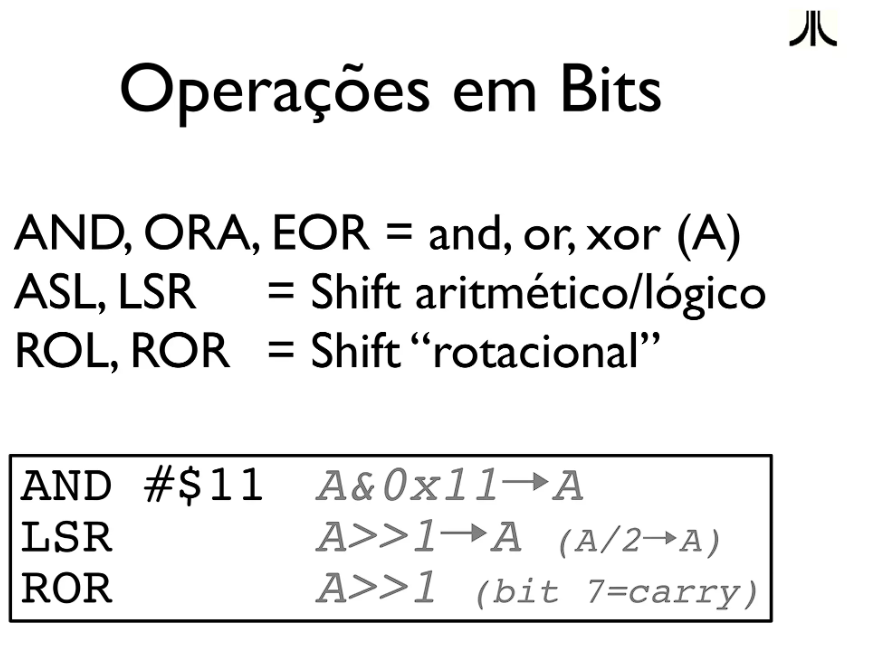 Operações em Bits
AND, ORA, EOR = and, or, xor (A)
ASL, LSR = Shift aritmético/lógico
ROL, ROR = Shift “rotacional”
AND #$11 A&0x11→A
LSR A>>1→A (A/2→A)
ROR A>>1 (bit 7=carry)